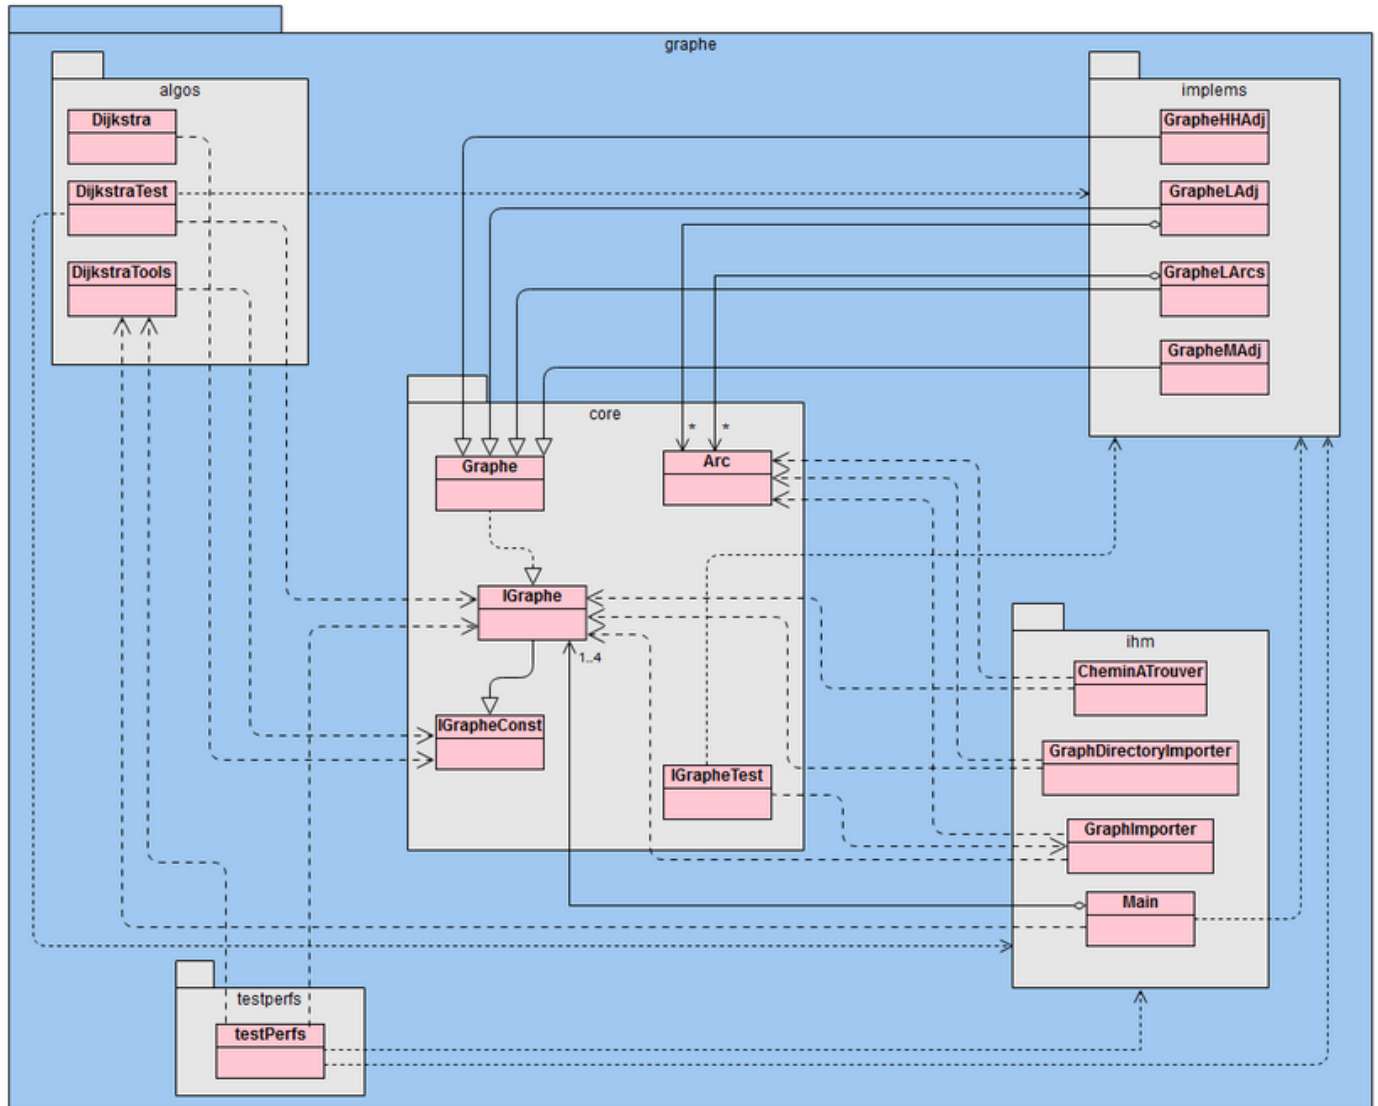 graphe
algos
Dijkstra
DijkstraTest
DijkstraTools
implems
GrapheHHAdj
GrapheLAdj
GrapheLArcs
GrapheMAdj
core
Graphe
* *
Arc
IGraphe
1..4
IGrapheConst
IGrapheTest
ihm
CheminATrouver
GraphDirectoryImporter
GraphImporter
Main
testperfs
testPerfs